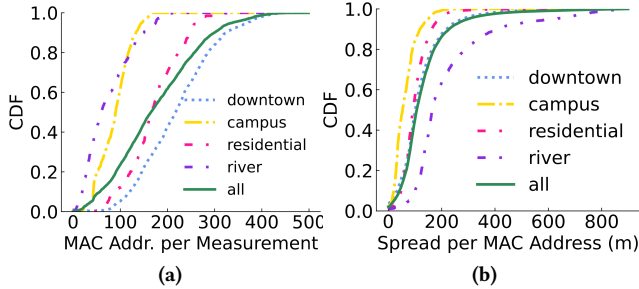 1.0
0.8
0.6
0.4
0.2
0.0
CDF
downtown
campus
residential
river
all
0 100 200 300 400 500
MAC Addr. per Measurement
(a)
1.0
0.8
0.6
0.4
0.2
0.0
CDF
downtown
campus
residential
river
all
0 200 400 600 800
Spread per MAC Address (m)
(b)